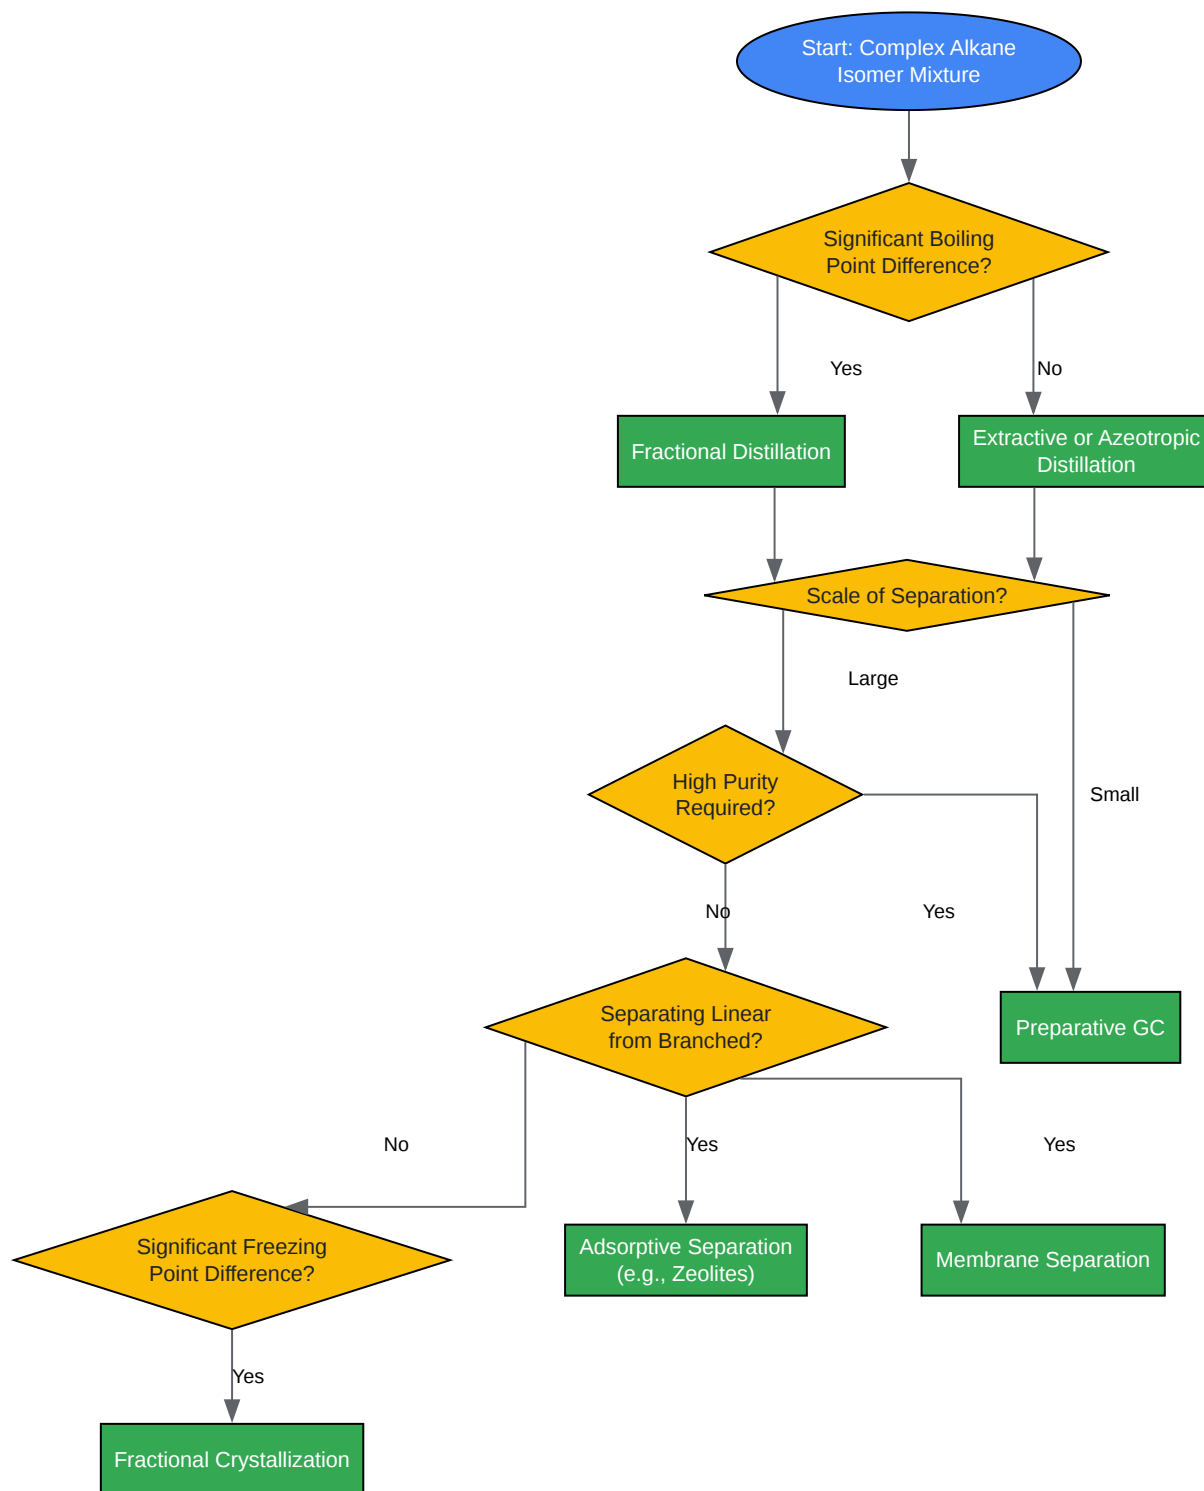 Start: Complex Alkane
Isomer Mixture
Significant Boiling
Point Difference?
Yes
No
Fractional Distillation
Extractive or Azeotropic
Distillation
Scale of Separation?
Large
High Purity
Required?
Small
No
Yes
Separating Linear
from Branched?
Preparative GC
No
Yes
Yes
Significant Freezing
Point Difference?
Adsorptive Separation
(e.g., Zeolites)
Membrane Separation
Yes
Fractional Crystallization